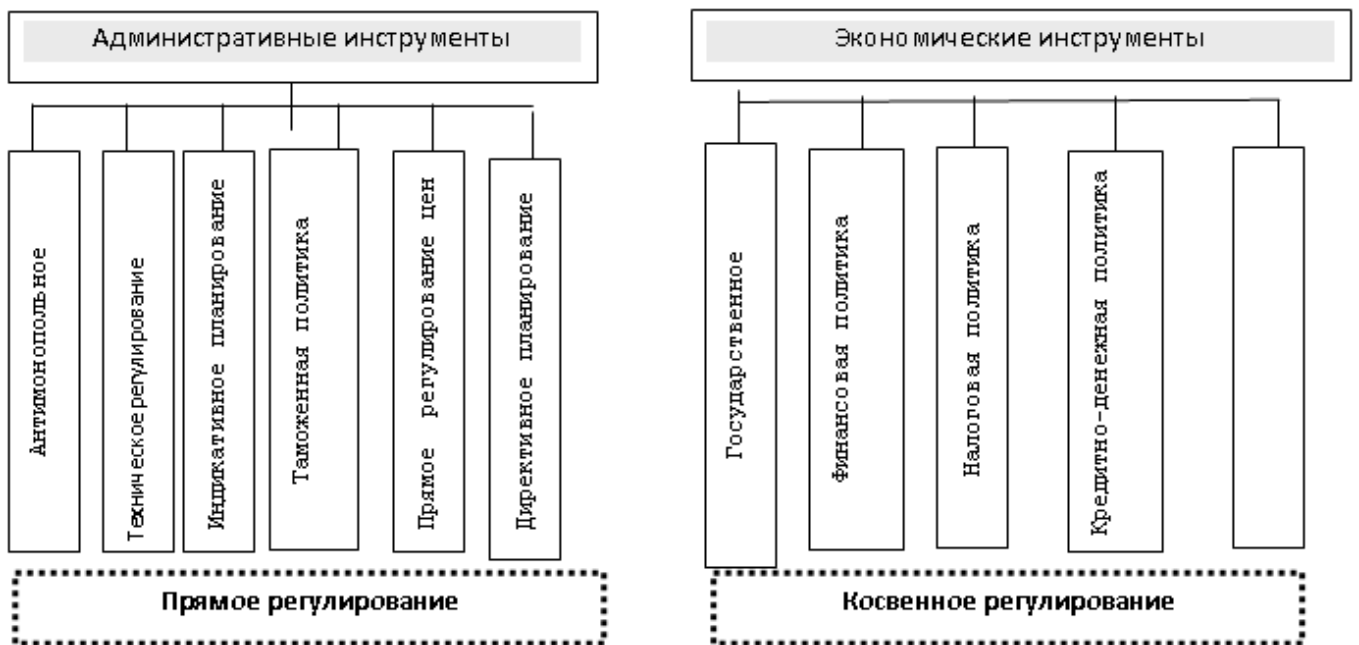 Административные инструменты
Экономические инструменты
Антимонопольное
Техническое регулирование
Индикативное планирование
Таможенная политика
Прямое регулирование цен
Директивное планирование
Государственное
Финансовая политика
Налоговая политика
Кредитно-денежная политика
Прямое регулирование
Косвенное регулирование